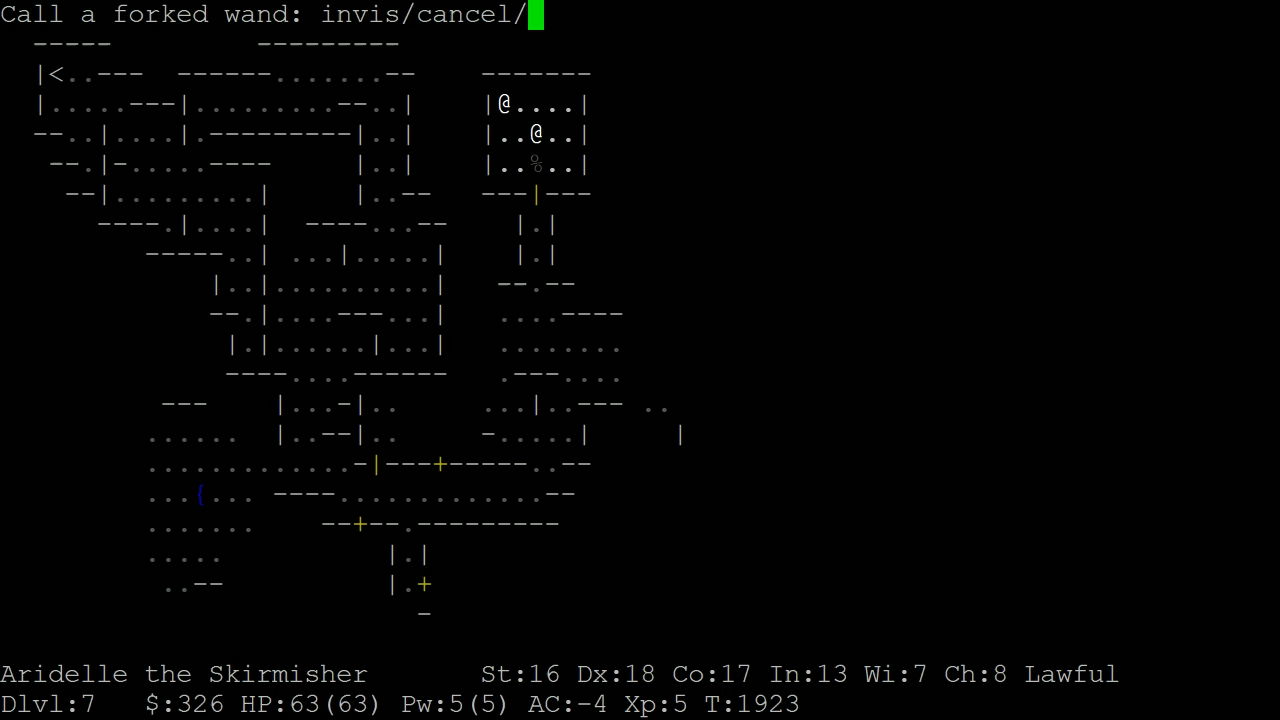 Call a forked wand: invis/cancel/
Aridelle the Skirmisher St:16 Dx:18 Co:17 In:13 Wi:7 Ch:8 Lawful
Dlvl:7 $:326 HP:63(63) Pw:5(5) AC:-4 Xp:5 T:1923